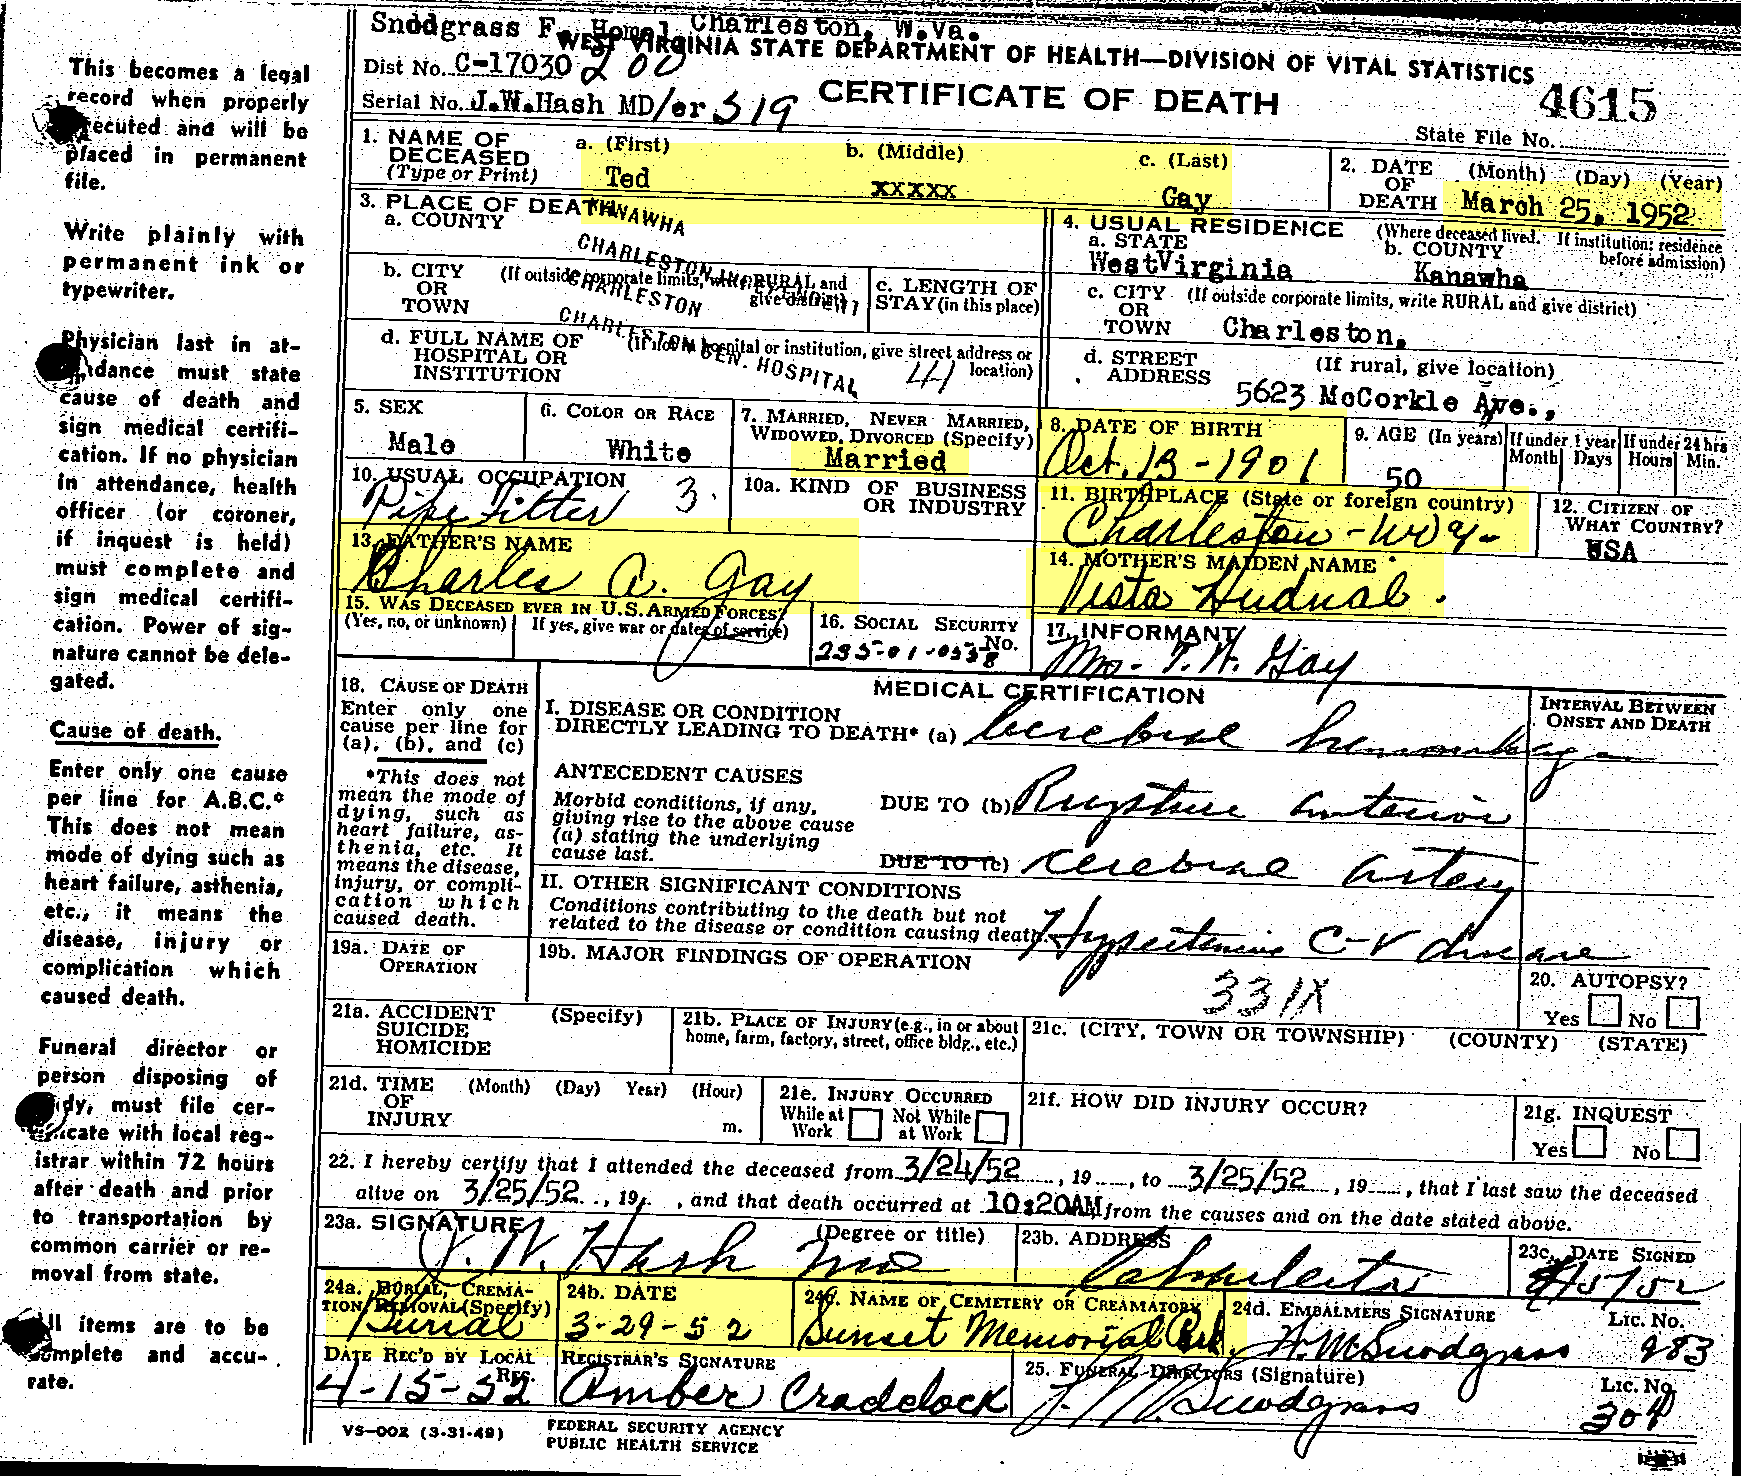 Snodgrass F. Home, Charleston, W.Va.
WEST VIRGINIA STATE DEPARTMENT OF HEALTH—DIVISION OF VITAL STATISTICS
Dist No. C-17030 200
Serial No. J.W.Hash MD/er 319
CERTIFICATE OF DEATH
4615
State File No.
This becomes a legal
record when properly
executed and will be
placed in permanent
file.
Write plainly with
permanent ink or
typewriter.
Physician last in at-
tendance must state
cause of death and
sign medical certifi-
cation. If no physician
in attendance, health
officer (or coroner,
if inquest is held)
must complete and
sign medical certifi-
cation. Power of sig-
nature cannot be dele-
gated.
Cause of death.
Enter only one cause
per line for A.B.C.*
This does not mean
mode of dying such as
heart failure, asthenia,
etc., it means the
disease, injury or
complication which
caused death.
Funeral director or
person disposing of
body, must file cer-
tificate with local reg-
istrar within 72 hours
after death and prior
to transportation by
common carrier or re-
moval from state.
All items are to be
complete and accu-
rate.
1. NAME OF DECEASED (Type or Print)
a. (First) b. (Middle) c. (Last)
Ted xxxxx Gay
2. DATE OF DEATH (Month) (Day) (Year)
March 25, 1952
3. PLACE OF DEATH
a. COUNTY
KANAWHA
CHARLESTON INDEPENDENT
b. CITY OR TOWN (If outside corporate limits, write RURAL and give district)
CHARLESTON
c. LENGTH OF STAY (in this place)
d. FULL NAME OF HOSPITAL OR INSTITUTION (If not in hospital or institution, give street address or location)
CHARLESTON GEN. HOSPITAL 41
4. USUAL RESIDENCE (Where deceased lived. If institution: residence before admission)
a. STATE
WestVirginia
b. COUNTY
Kanawha
c. CITY OR TOWN (If outside corporate limits, write RURAL and give district)
Charleston,
d. STREET ADDRESS (If rural, give location)
5623 McCorkle Ave.,
5. SEX
Male
6. COLOR OR RACE
White
7. MARRIED, NEVER MARRIED, WIDOWED, DIVORCED (Specify)
Married
8. DATE OF BIRTH
Oct. 13-1901
9. AGE (In years)
50
If under 1 year Month Days
If under 24 hrs Hours Min.
10. USUAL OCCUPATION
Pipe Fitter 3.
10a. KIND OF BUSINESS OR INDUSTRY
11. BIRTHPLACE (State or foreign country)
Charleston - W Va -
12. CITIZEN OF WHAT COUNTRY?
USA
13. FATHER'S NAME
Charles A. Gay
14. MOTHER'S MAIDEN NAME
Vista Hudnal.
15. WAS DECEASED EVER IN U.S. ARMED FORCES?
(Yes, no, or unknown) If yes, give war or dates of service)
16. SOCIAL SECURITY No.
235-01-0538
17. INFORMANT
Mrs. T. W. Gay
18. CAUSE OF DEATH
Enter only one
cause per line for
(a), (b), and (c)
*This does not
mean the mode of
dying, such as
heart failure, as-
thenia, etc. It
means the disease,
injury, or compli-
cation which
caused death.
MEDICAL CERTIFICATION
INTERVAL BETWEEN ONSET AND DEATH
I. DISEASE OR CONDITION
DIRECTLY LEADING TO DEATH* (a) Cerebral hemorrhage
ANTECEDENT CAUSES
Morbid conditions, if any,
giving rise to the above cause
(a) stating the underlying
cause last.
DUE TO (b) Rupture anterior
DUE TO (c) cerebral artery
II. OTHER SIGNIFICANT CONDITIONS
Conditions contributing to the death but not
related to the disease or condition causing death.
Hypertensive C-V disease
19a. DATE OF OPERATION
19b. MAJOR FINDINGS OF OPERATION
331X
20. AUTOPSY?
Yes No
21a. ACCIDENT SUICIDE HOMICIDE (Specify)
21b. PLACE OF INJURY (e.g., in or about home, farm, factory, street, office bldg., etc.)
21c. (CITY, TOWN OR TOWNSHIP) (COUNTY) (STATE)
21d. TIME OF INJURY (Month) (Day) Year) (Hour) m.
21e. INJURY OCCURRED
While at Work Not While at Work
21f. HOW DID INJURY OCCUR?
21g. INQUEST
Yes No
22. I hereby certify that I attended the deceased from 3/24/52, 19, to 3/25/52, 19, that I last saw the deceased
alive on 3/25/52, 19, and that death occurred at 10:20AM, from the causes and on the date stated above.
23a. SIGNATURE (Degree or title)
J. W. Hash MD
23b. ADDRESS
Charleston
23c. DATE SIGNED
24a. BURIAL, CREMATION REMOVAL (Specify)
Burial
24b. DATE
3-29-52
24c. NAME OF CEMETERY OR CREAMATORY
Sunset Memorial Park
24d. EMBALMERS SIGNATURE Lic. No.
H. M Snodgrass 983
DATE REC'D BY LOCAL REG.
4-15-52
REGISTRAR'S SIGNATURE
Amber Craddock
25. FUNERAL DIRECTORS (Signature) Lic. No.
Snodgrass 304
VS-002 (3-31-49)
FEDERAL SECURITY AGENCY
PUBLIC HEALTH SERVICE